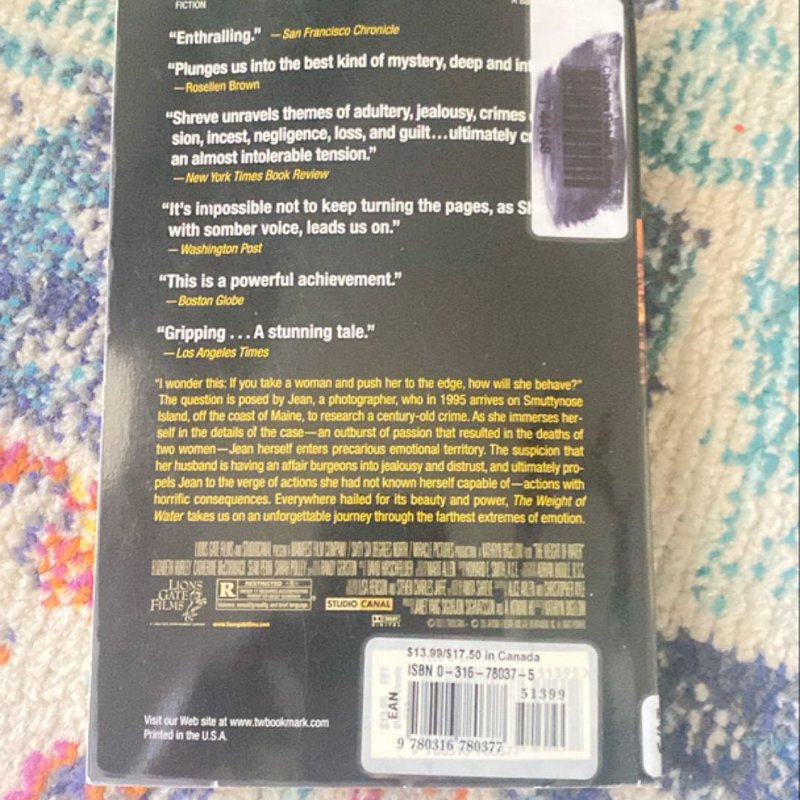 FICTION
“Enthralling.” —San Francisco Chronicle
“Plunges us into the best kind of mystery, deep and
—Rosellen Brown
“Shreve unravels themes of adultery, jealousy, crimes
sion, incest, negligence, loss, and guilt…ultimately
an almost intolerable tension.”
—New York Times Book Review
“It’s impossible not to keep turning the pages, as
with somber voice, leads us on.”
—Washington Post
“This is a powerful achievement.”
—Boston Globe
“Gripping . . . A stunning tale.”
—Los Angeles Times
“I wonder this: If you take a woman and push her to the edge, how will she behave?”
The question is posed by Jean, a photographer, who in 1995 arrives on Smuttynose
Island, off the coast of Maine, to research a century-old crime. As she immerses her-
self in the details of the case—an outburst of passion that resulted in the deaths of
two women—Jean herself enters precarious emotional territory. The suspicion that
her husband is having an affair burgeons into jealousy and distrust, and ultimately pro-
pels Jean to the verge of actions she had not known herself capable of—actions with
horrific consequences. Everywhere hailed for its beauty and power, The Weight of
Water takes us on an unforgettable journey through the farthest extremes of emotion.
LIONS
GATE
FILMS
R
RESTRICTED
STUDIO CANAL
DOLBY
DIGITAL
www.lionsgatefilms.com
$13.99/$17.50 in Canada
ISBN 0-316-78037-5
51399
EAN
9 780316 780377
Visit our Web site at www.twbookmark.com
Printed in the U.S.A.